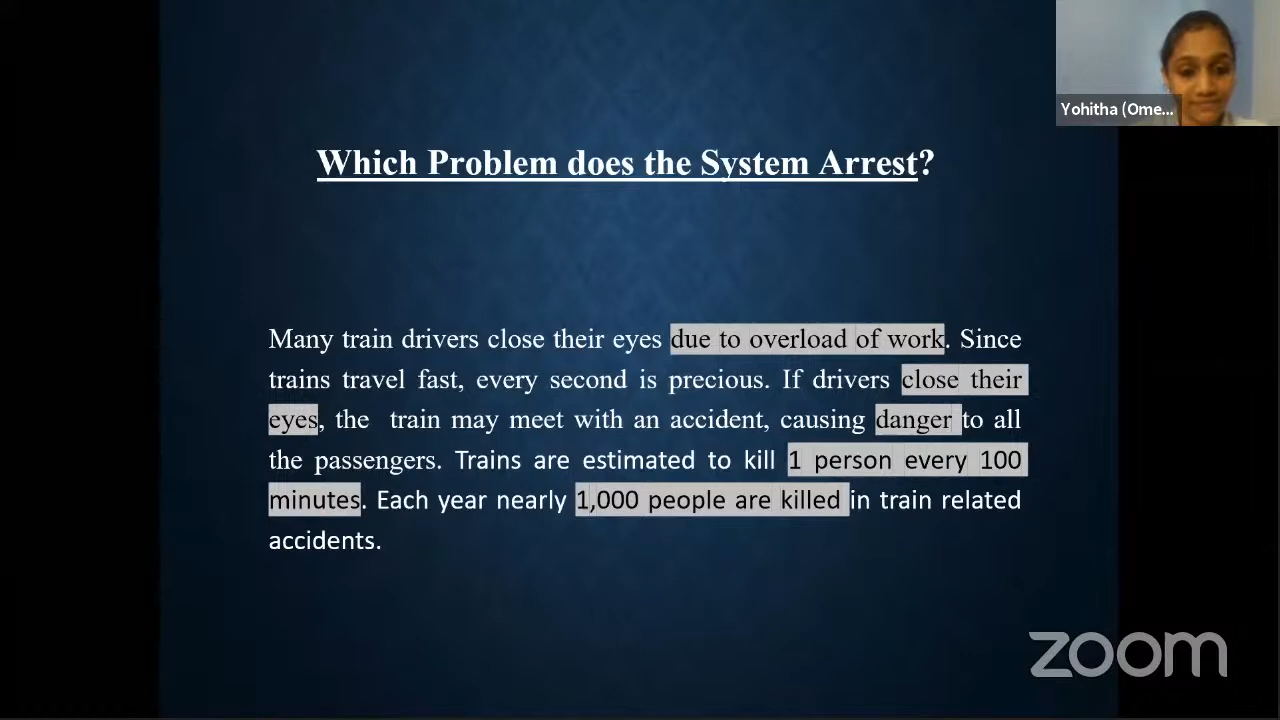 Yohitha (Ome...
Which Problem does the System Arrest?
Many train drivers close their eyes due to overload of work. Since
trains travel fast, every second is precious. If drivers close their
eyes, the train may meet with an accident, causing danger to all
the passengers. Trains are estimated to kill 1 person every 100
minutes. Each year nearly 1,000 people are killed in train related
accidents.
zoom